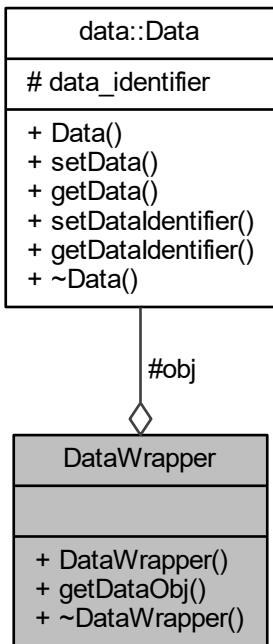 data::Data
# data_identifier
+ Data()
+ setData()
+ getData()
+ setDataIdentifier()
+ getDataIdentifier()
+ ~Data()
#obj
DataWrapper
+ DataWrapper()
+ getDataObj()
+ ~DataWrapper()